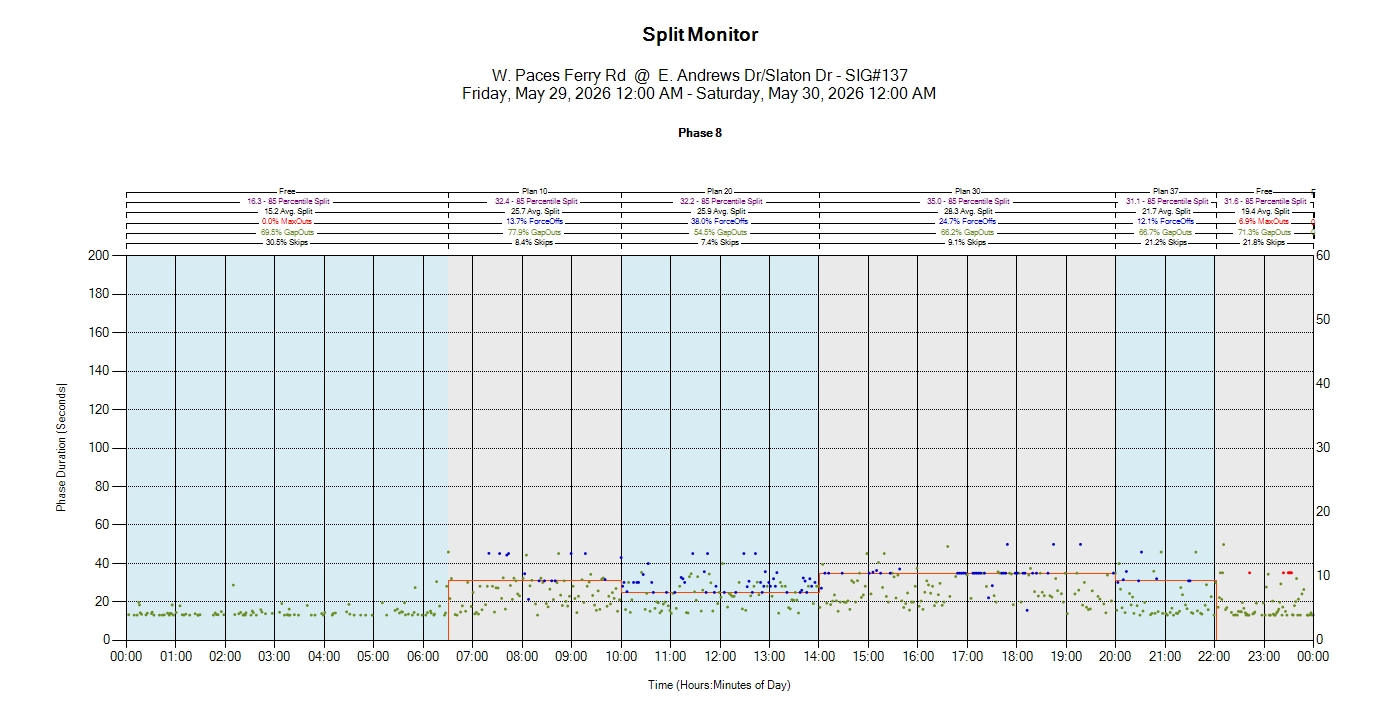 Split Monitor
W. Paces Ferry Rd @ E. Andrews Dr/Slaton Dr - SIG#137
Friday, May 29, 2026 12:00 AM - Saturday, May 30, 2026 12:00 AM
Phase 8
Free Plan 10 Plan 20 Plan 30 Plan 37 Free
16.3 - 85 Percentile Split 32.4 - 85 Percentile Split 32.2 - 85 Percentile Split 35.0 - 85 Percentile Split 31.1 - 85 Percentile Split 31.6 - 85 Percentile Split
15.2 Avg. Split 25.7 Avg. Split 25.9 Avg. Split 28.3 Avg. Split 21.7 Avg. Split 19.4 Avg. Split
0.0% MaxOuts 13.7% ForceOffs 38.0% ForceOffs 24.7% ForceOffs 12.1% ForceOffs 6.9% MaxOuts
69.5% GapOuts 77.9% GapOuts 54.5% GapOuts 66.2% GapOuts 66.7% GapOuts 71.3% GapOuts
30.5% Skips 8.4% Skips 7.4% Skips 9.1% Skips 21.2% Skips 21.8% Skips
200 60
180
50
160
140
40
120
100 30
80
20
60
40
10
20
0 0
00:00 01:00 02:00 03:00 04:00 05:00 06:00 07:00 08:00 09:00 10:00 11:00 12:00 13:00 14:00 15:00 16:00 17:00 18:00 19:00 20:00 21:00 22:00 23:00 00:00
Phase Duration (Seconds)
Time (Hours:Minutes of Day)